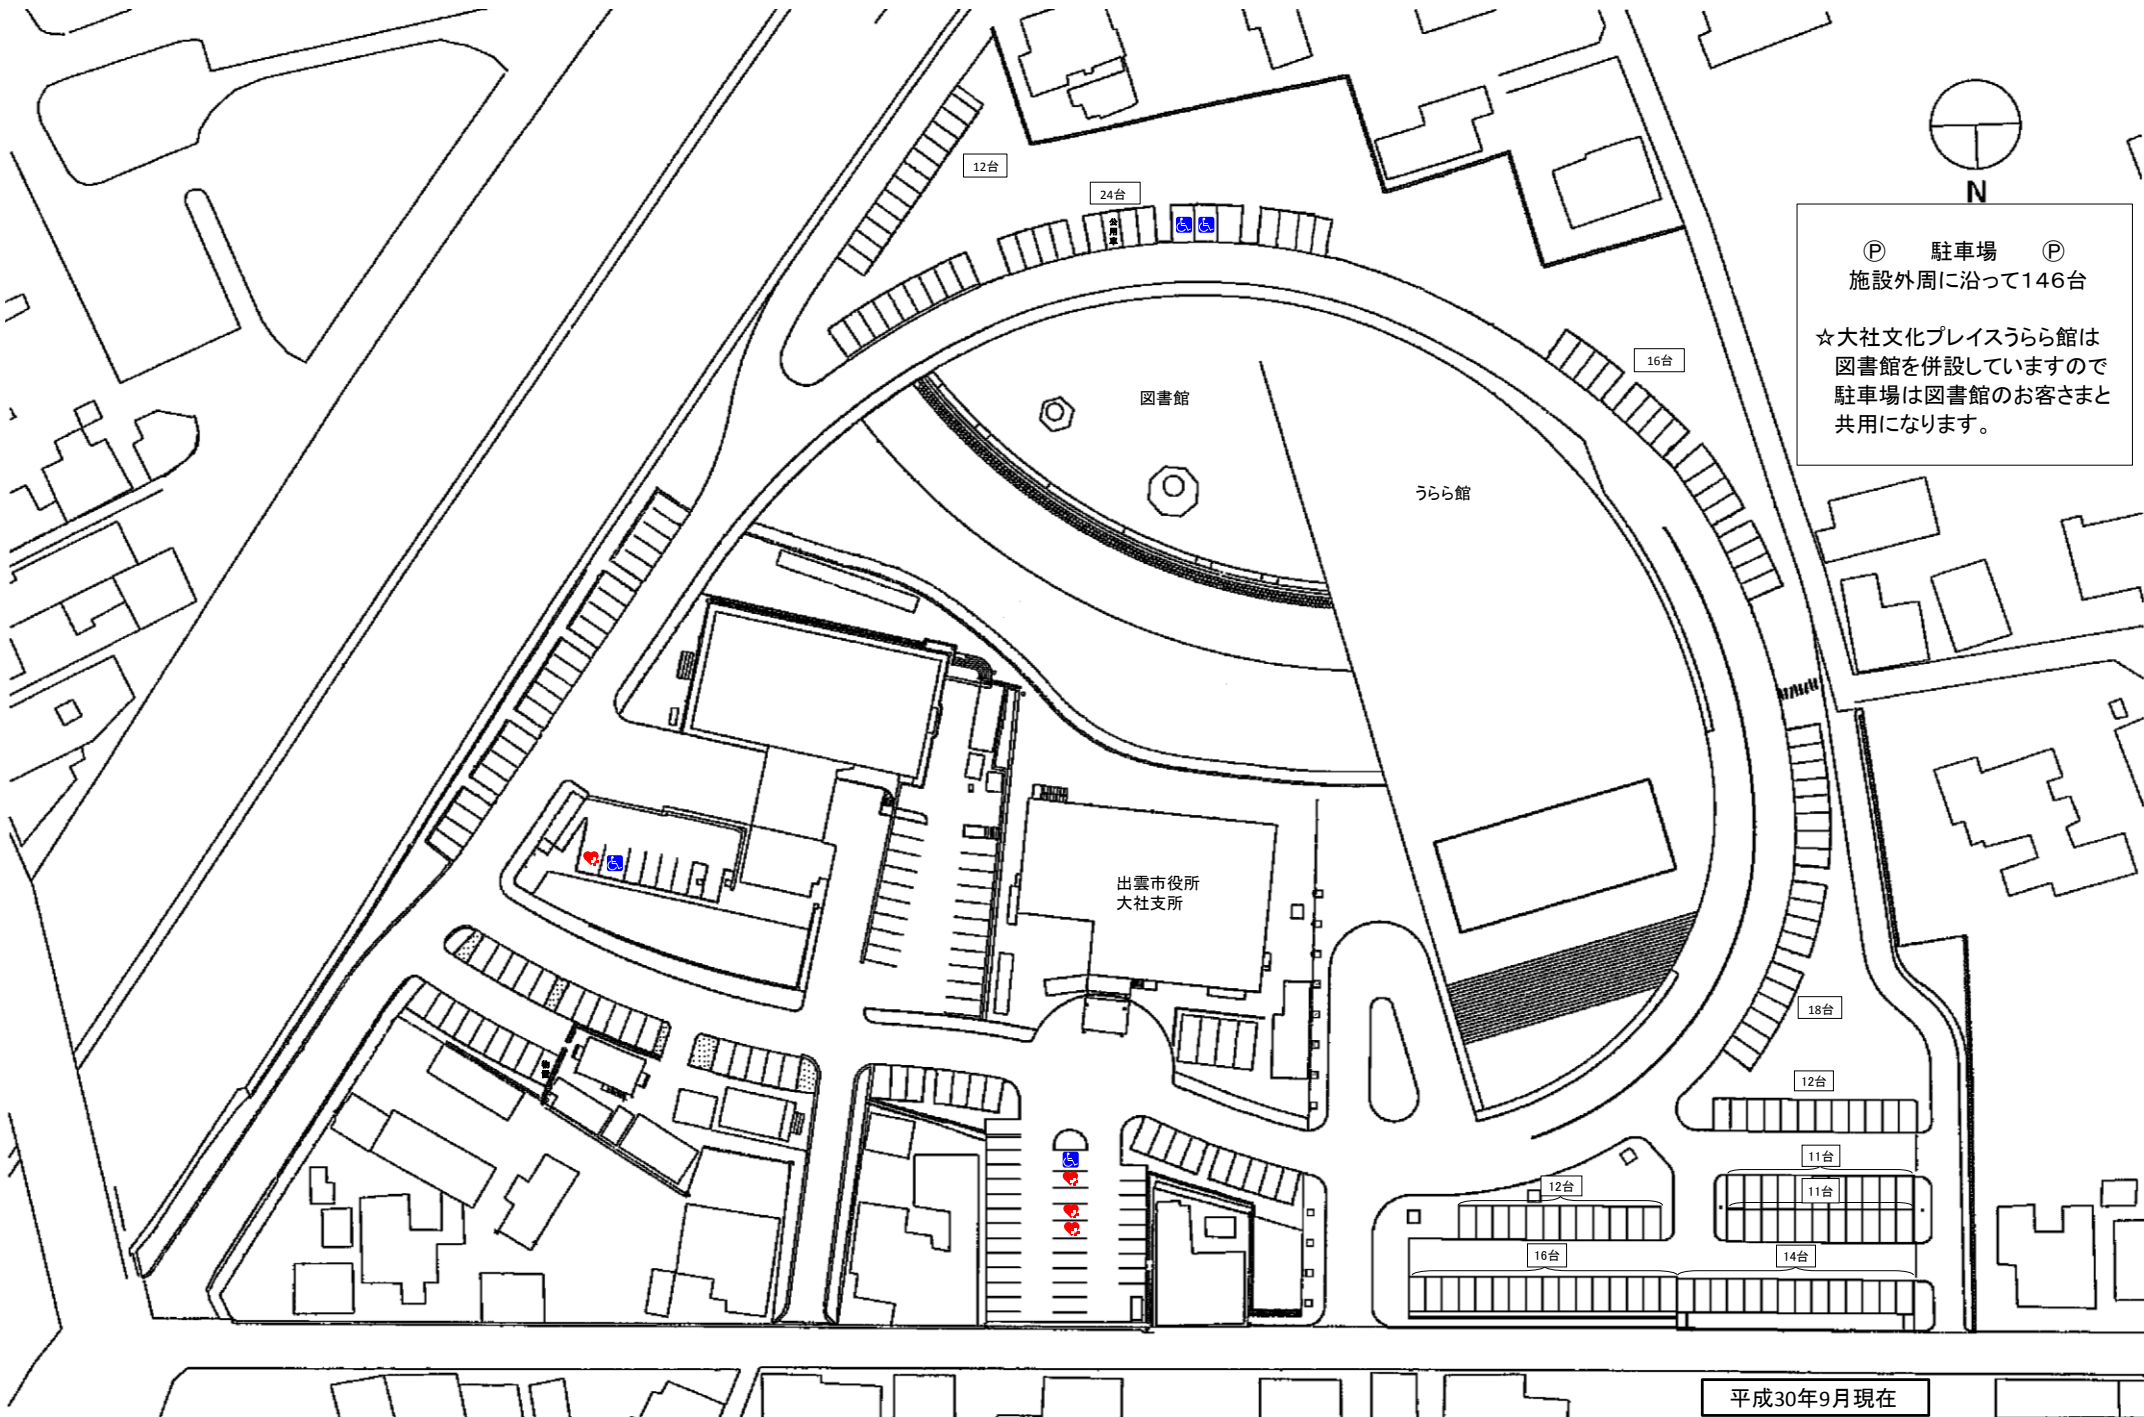 12台
24台
公用車
N
Ⓟ 駐車場 Ⓟ
施設外周に沿って146台
☆大社文化プレイスうらら館は
図書館を併設していますので
駐車場は図書館のお客さまと
共用になります。
16台
図書館
うらら館
出雲市役所
大社支所
18台
12台
11台
11台
12台
16台
14台
平成30年9月現在